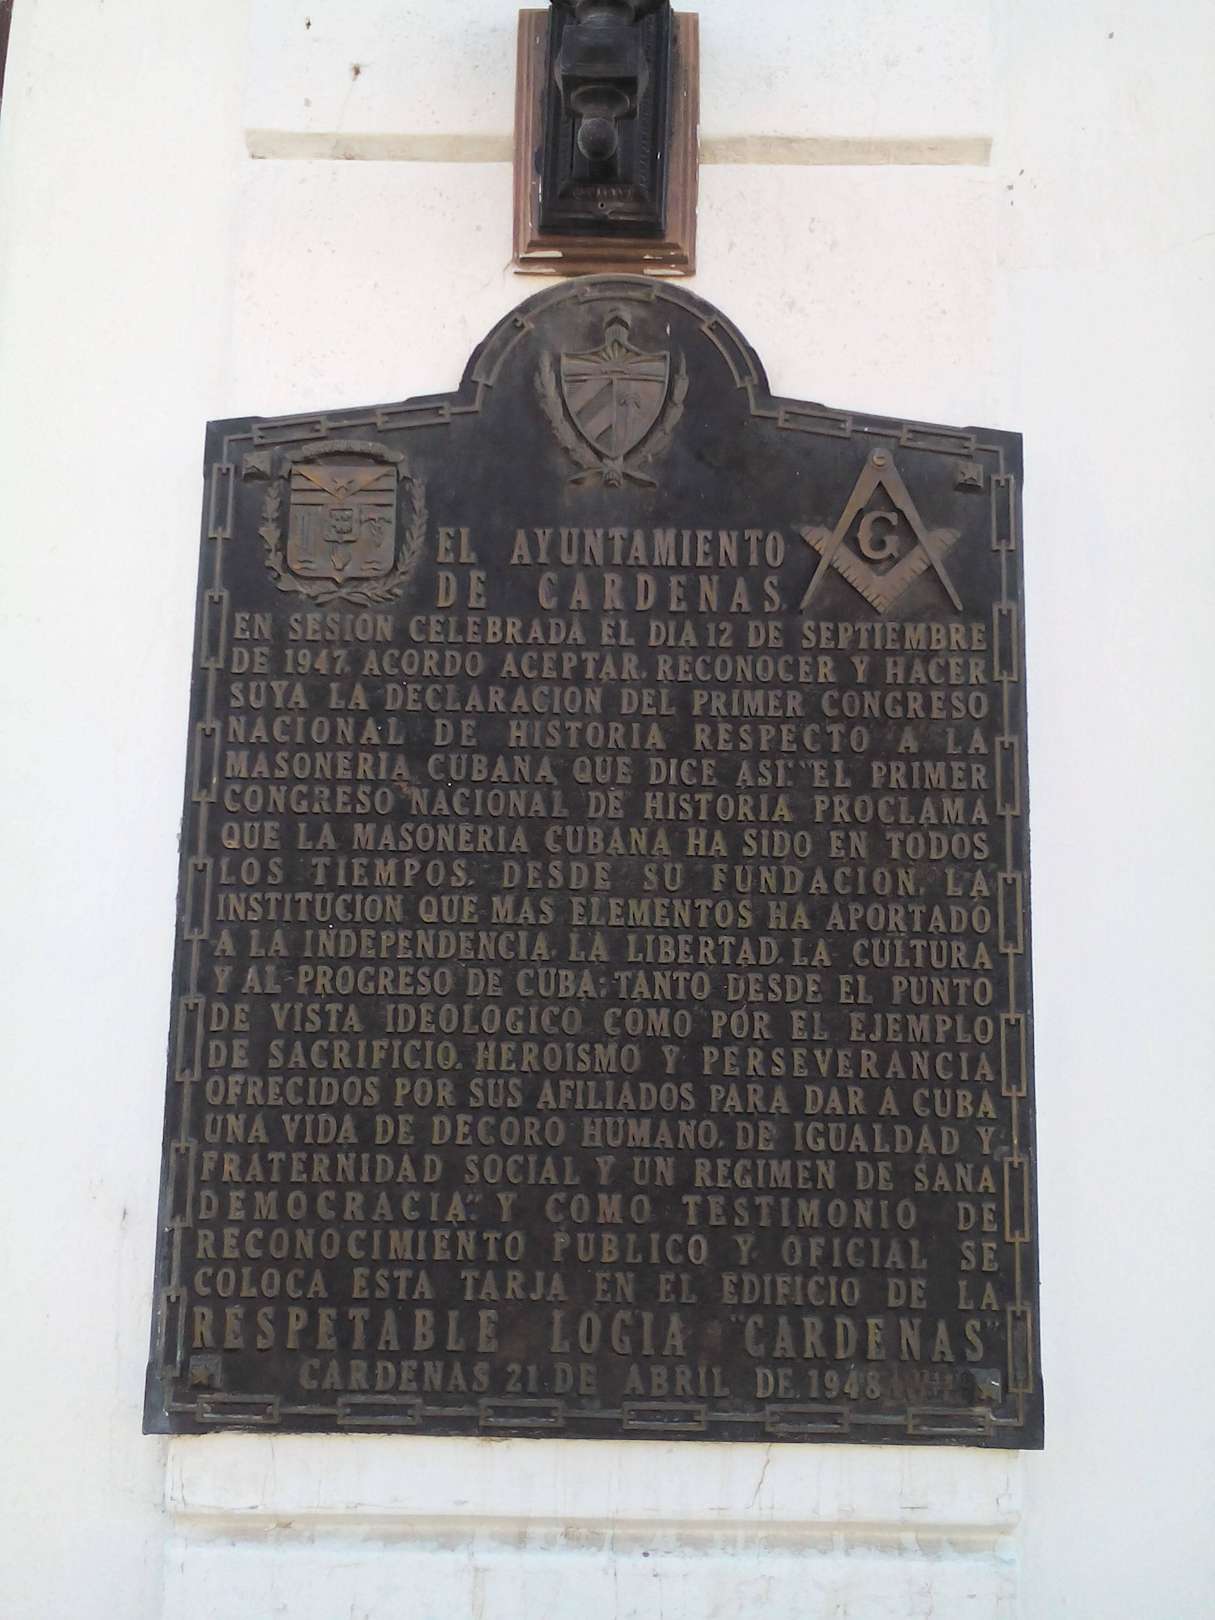 G
EL AYUNTAMIENTO
DE CARDENAS,
EN SESION CELEBRADA EL DIA 12 DE SEPTIEMBRE
DE 1947, ACORDO ACEPTAR, RECONOCER Y HACER
SUYA LA DECLARACION DEL PRIMER CONGRESO
NACIONAL DE HISTORIA RESPECTO A LA
MASONERIA CUBANA QUE DICE ASI: "EL PRIMER
CONGRESO NACIONAL DE HISTORIA PROCLAMA
QUE LA MASONERIA CUBANA HA SIDO EN TODOS
LOS TIEMPOS, DESDE SU FUNDACION, LA
INSTITUCION QUE MAS ELEMENTOS HA APORTADO
A LA INDEPENDENCIA, LA LIBERTAD, LA CULTURA
Y AL PROGRESO DE CUBA; TANTO DESDE EL PUNTO
DE VISTA IDEOLOGICO COMO POR EL EJEMPLO
DE SACRIFICIO, HEROISMO Y PERSEVERANCIA
OFRECIDOS POR SUS AFILIADOS PARA DAR A CUBA
UNA VIDA DE DECORO HUMANO, DE IGUALDAD Y
FRATERNIDAD SOCIAL Y UN REGIMEN DE SANA
DEMOCRACIA". Y COMO TESTIMONIO DE
RECONOCIMIENTO PUBLICO Y OFICIAL SE
COLOCA ESTA TARJA EN EL EDIFICIO DE LA
RESPETABLE LOGIA "CARDENAS"
CARDENAS 21 DE ABRIL DE 1948